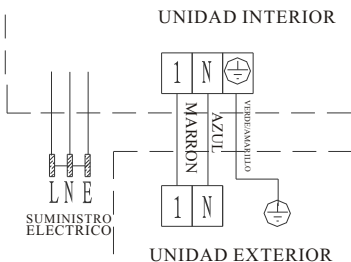 UNIDAD INTERIOR
1 N
MARRON
AZUL
VERDE/AMARILLO
L N E
1 N
SUMINISTRO
ELECTRICO
UNIDAD EXTERIOR